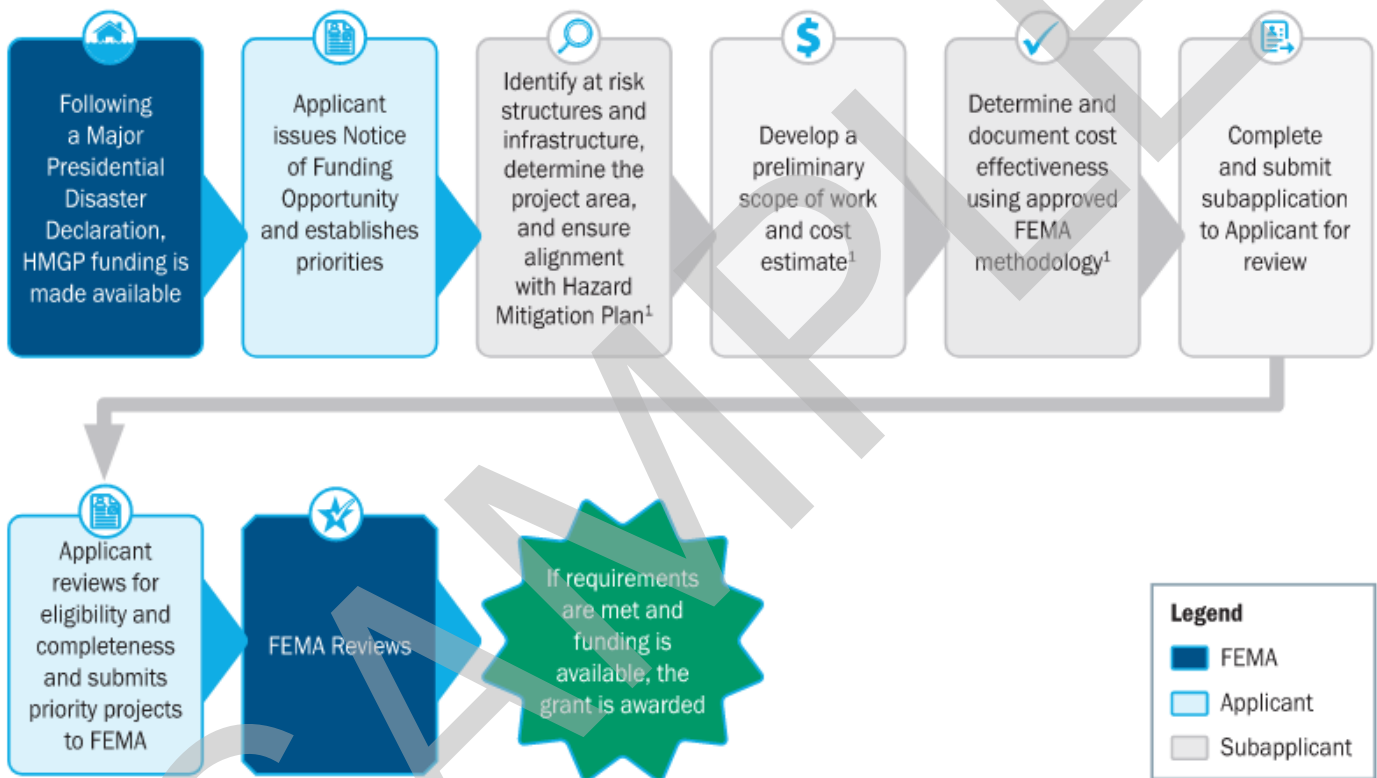 Following
a Major
Presidential
Disaster
Declaration,
HMGP funding is
made available
Applicant
issues Notice
of Funding
Opportunity
and establishes
priorities
Identify at risk
structures and
infrastructure,
determine the
project area,
and ensure
alignment
with Hazard
Mitigation Plan¹
$
Develop a
preliminary
scope of work
and cost
estimate¹
Determine and
document cost
effectiveness
using approved
FEMA
methodology¹
Complete
and submit
subapplication
to Applicant for
review
Applicant
reviews for
eligibility and
completeness
and submits
priority projects
to FEMA
FEMA Reviews
If requirements
are met and
funding is
available, the
grant is awarded
Legend
FEMA
Applicant
Subapplicant
SAMPLE